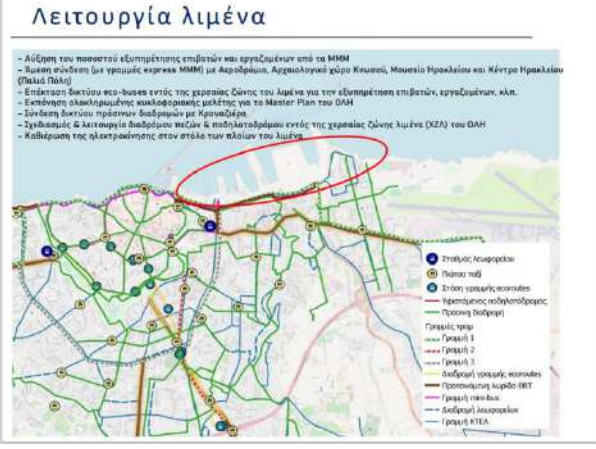 Λειτουργία λιμένα
– Αύξηση του ποσοστού εξυπηρέτησης επιβατών και εργαζομένων από τα ΜΜΜ
– Άμεση σύνδεση (με γραμμές express ΜΜΜ) με Αεροδρόμιο, Αρχαιολογικό χώρο Κνωσού, Μουσείο Ηρακλείου και Κέντρο Ηρακλείου
(Παλιά Πόλη)
– Επέκταση δικτύου eco-buses εντός της χερσαίας ζώνης του λιμένα για την εξυπηρέτηση επιβατών, εργαζομένων, κλπ.
– Εκπόνηση ολοκληρωμένης κυκλοφοριακής μελέτης για το Master Plan του ΟΛΗ
– Σύνδεση δικτύου πράσινων διαδρομών με Κρουαζιέρα
– Σχεδιασμός & λειτουργία διαδρόμου πεζών & ποδηλατοδρόμου εντός της χερσαίας ζώνης λιμένα (ΧΖΛ) του ΟΛΗ
– Καθιέρωση της ηλεκτροκίνησης στον στόλο των πλοίων του λιμένα
Σταθμός λεωφορείου
Πιάτσα ταξί
Στάση γραμμής ecoroutes
Υφιστάμενος ποδηλατόδρομος
Πράσινη διαδρομή
Γραμμές τραμ
Γραμμή 1
Γραμμή 2
Γραμμή 3
Διαδρομή γραμμής ecoroutes
Προτεινόμενη λωρίδα BRT
Γραμμή mini-bus
Διαδρομή λεωφορείων
Γραμμή ΚΤΕΛ